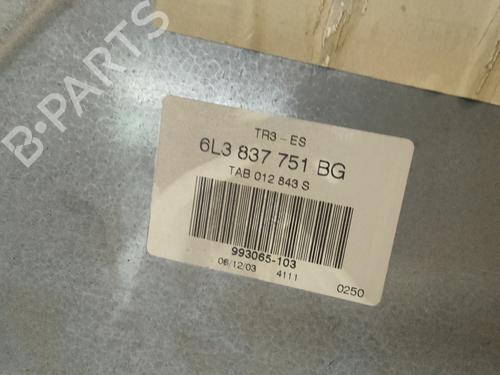 B-PARTS
TR3-ES
6L3 837 751 BG
TAB 012 843 S
993065-103
06/12/03 4111
0250